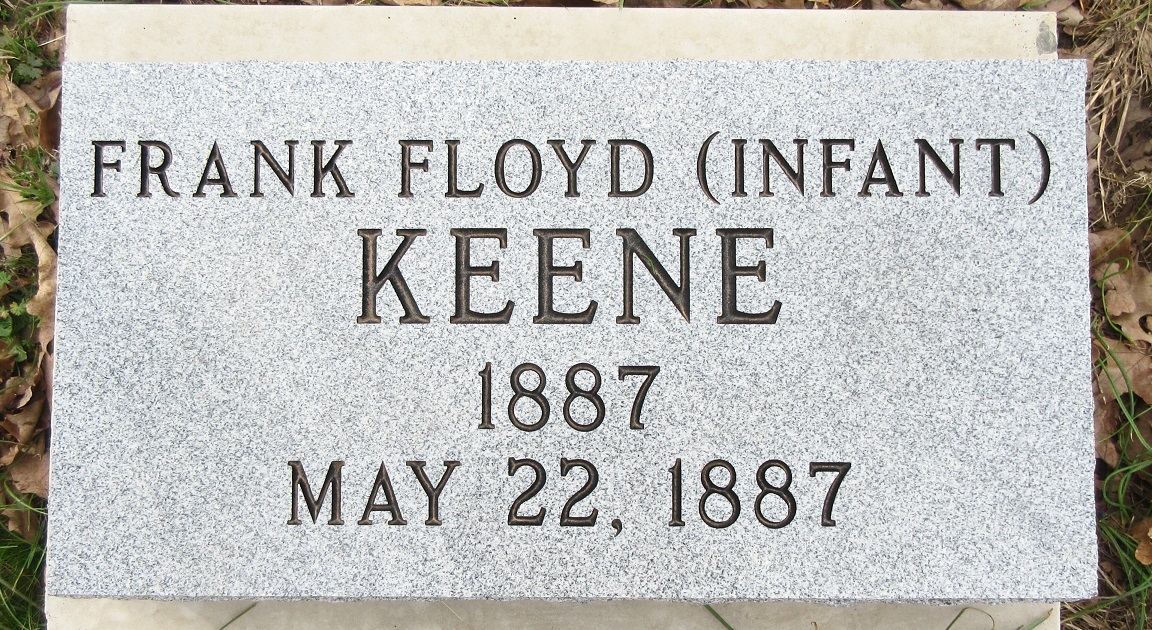 FRANK FLOYD (INFANT)
KEENE
1887
MAY 22, 1887